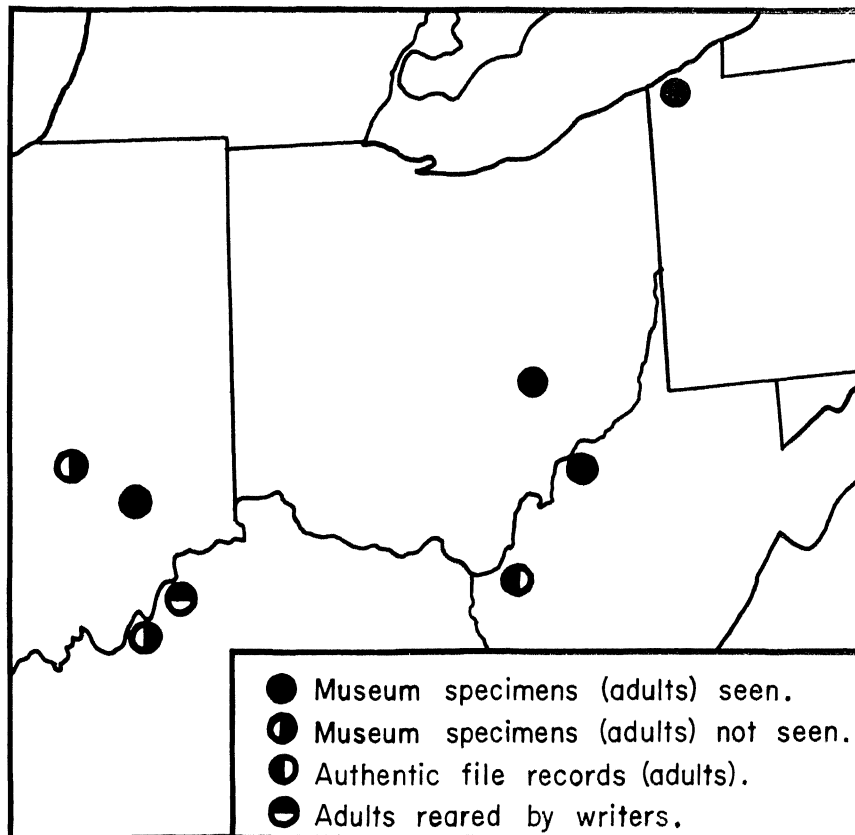 Museum specimens (adults) seen.
Museum specimens (adults) not seen.
Authentic file records (adults).
Adults reared by writers.